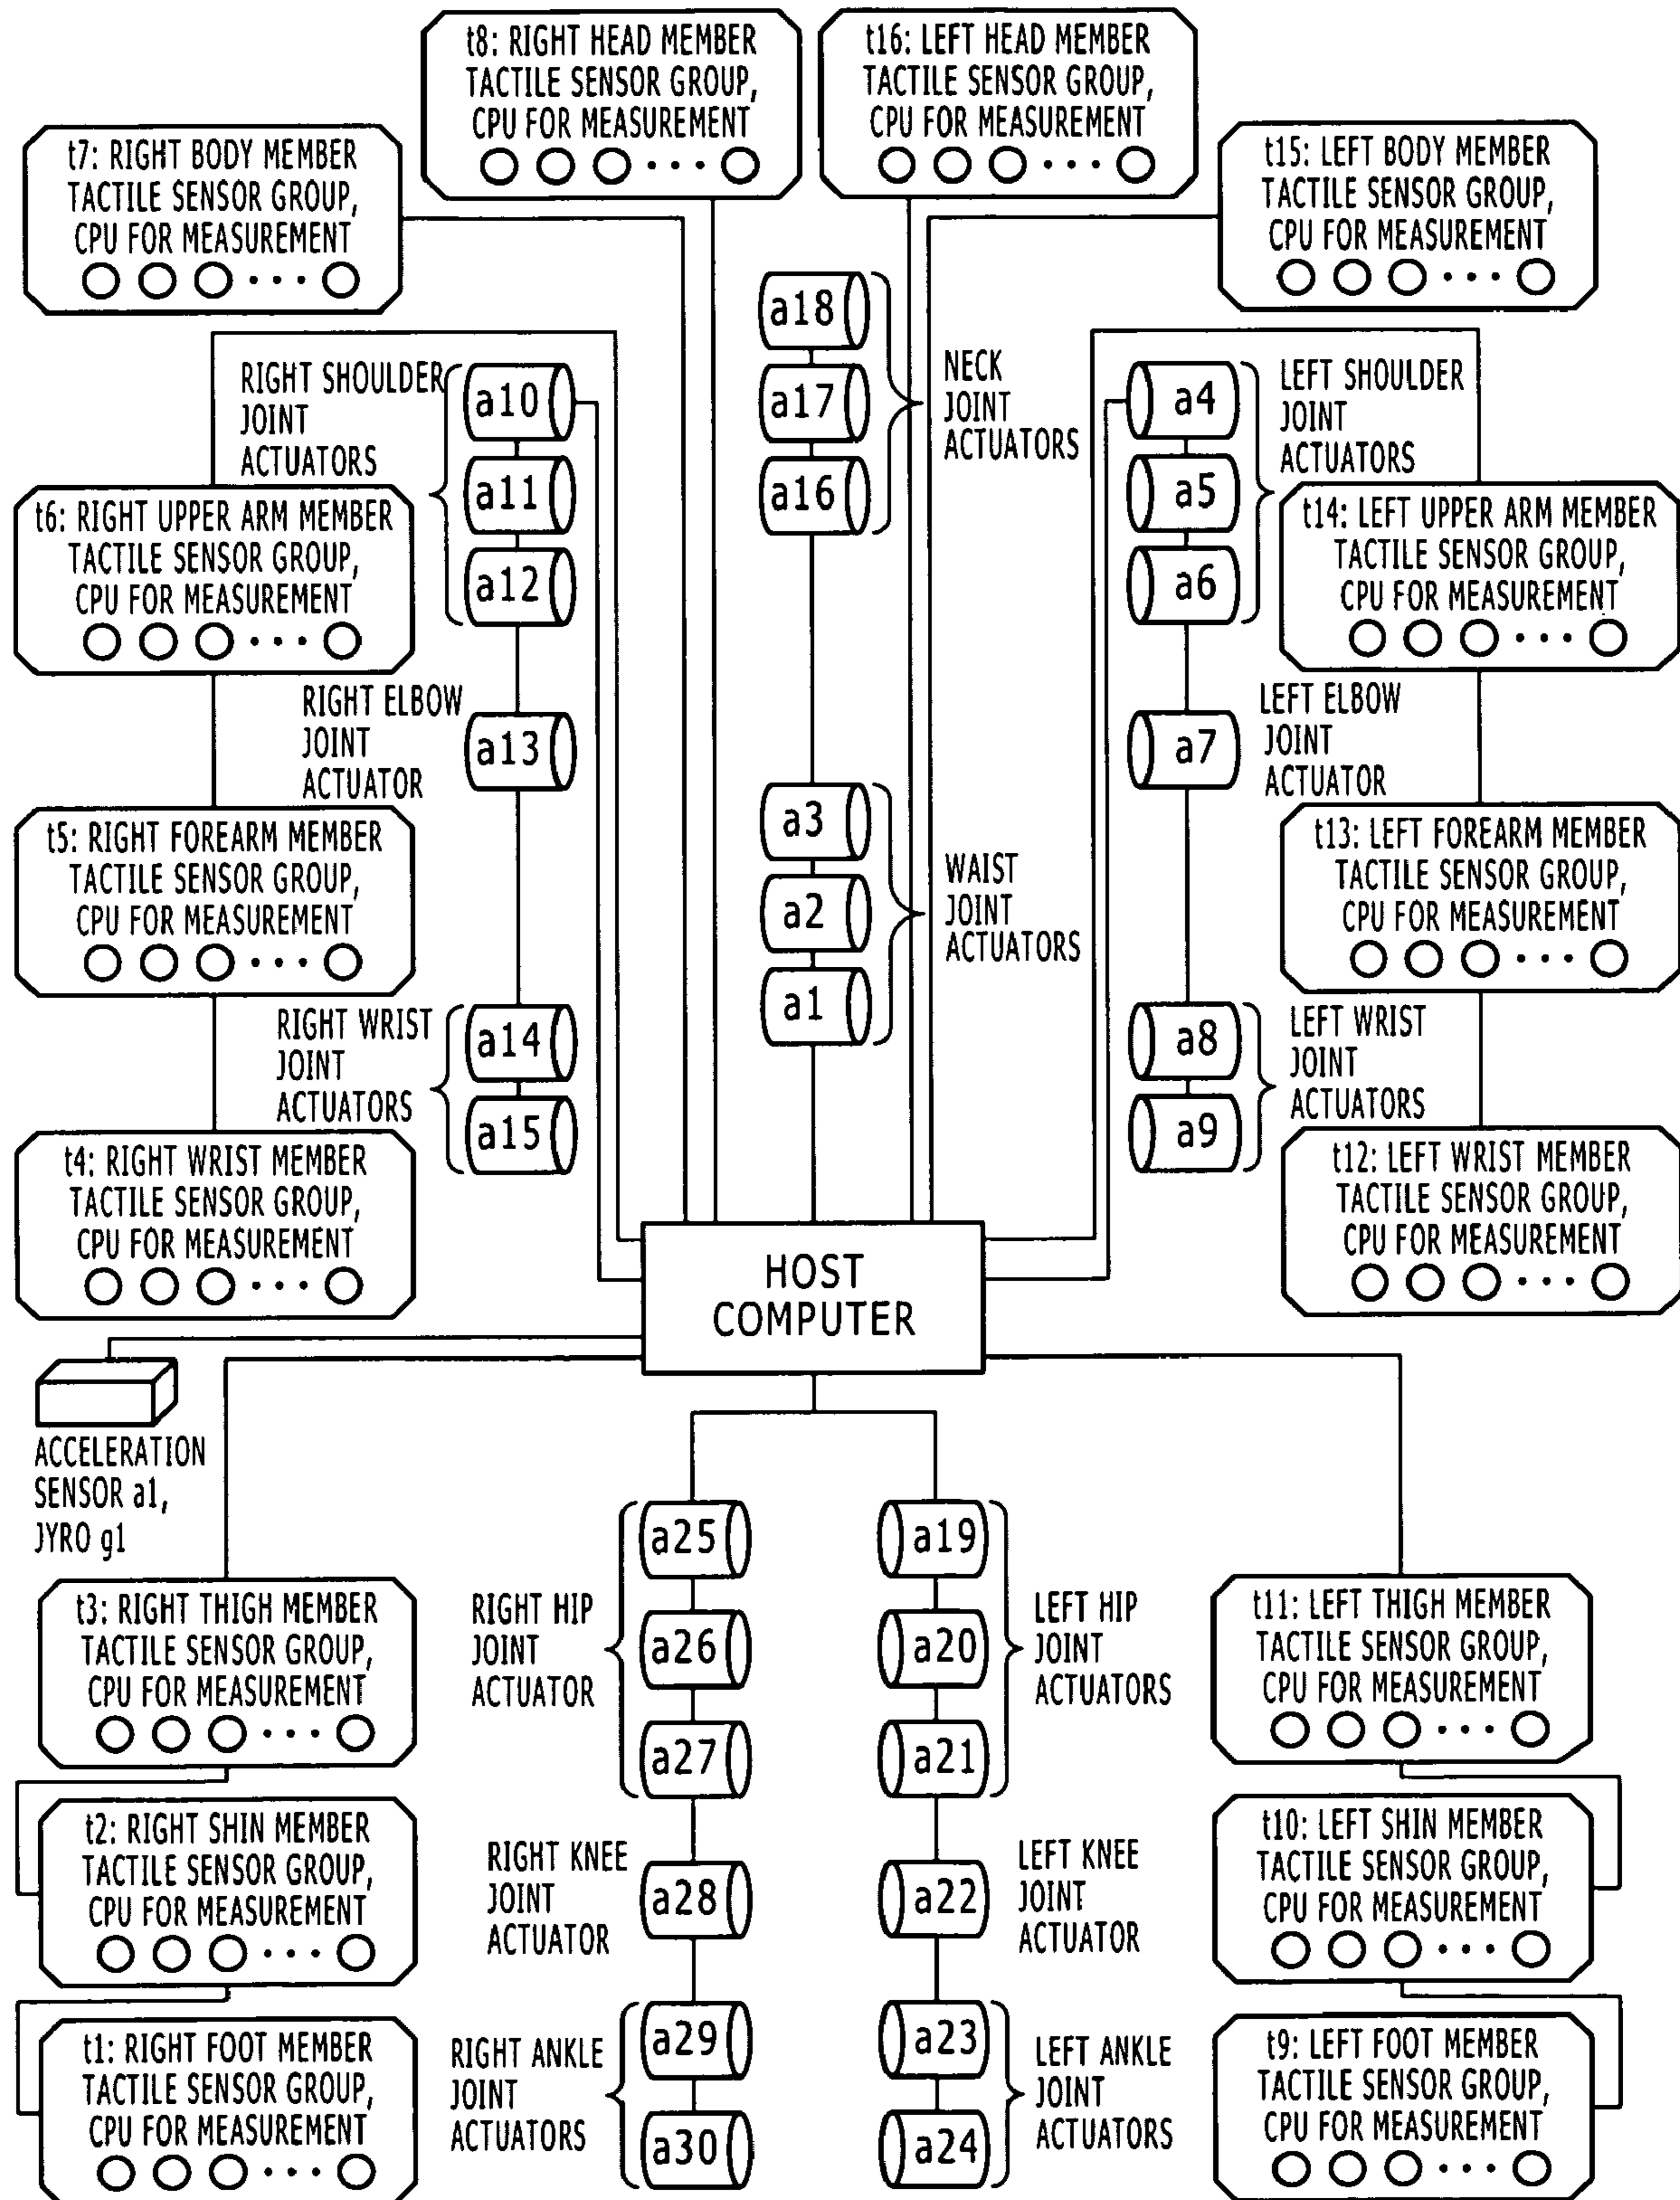 t8: RIGHT HEAD MEMBER
TACTILE SENSOR GROUP,
CPU FOR MEASUREMENT
t16: LEFT HEAD MEMBER
TACTILE SENSOR GROUP,
CPU FOR MEASUREMENT
t7: RIGHT BODY MEMBER
TACTILE SENSOR GROUP,
CPU FOR MEASUREMENT
t15: LEFT BODY MEMBER
TACTILE SENSOR GROUP,
CPU FOR MEASUREMENT
a18
a17
a16
NECK
JOINT
ACTUATORS
RIGHT SHOULDER
JOINT
ACTUATORS
a10
a11
a12
a4
a5
a6
LEFT SHOULDER
JOINT
ACTUATORS
t6: RIGHT UPPER ARM MEMBER
TACTILE SENSOR GROUP,
CPU FOR MEASUREMENT
t14: LEFT UPPER ARM MEMBER
TACTILE SENSOR GROUP,
CPU FOR MEASUREMENT
RIGHT ELBOW
JOINT
ACTUATOR
a13
a7
LEFT ELBOW
JOINT
ACTUATOR
t5: RIGHT FOREARM MEMBER
TACTILE SENSOR GROUP,
CPU FOR MEASUREMENT
a3
a2
a1
WAIST
JOINT
ACTUATORS
t13: LEFT FOREARM MEMBER
TACTILE SENSOR GROUP,
CPU FOR MEASUREMENT
RIGHT WRIST
JOINT
ACTUATORS
a14
a15
a8
a9
LEFT WRIST
JOINT
ACTUATORS
t4: RIGHT WRIST MEMBER
TACTILE SENSOR GROUP,
CPU FOR MEASUREMENT
t12: LEFT WRIST MEMBER
TACTILE SENSOR GROUP,
CPU FOR MEASUREMENT
HOST
COMPUTER
ACCELERATION
SENSOR a1,
JYRO g1
t3: RIGHT THIGH MEMBER
TACTILE SENSOR GROUP,
CPU FOR MEASUREMENT
RIGHT HIP
JOINT
ACTUATOR
a25
a26
a27
a19
a20
a21
LEFT HIP
JOINT
ACTUATORS
t11: LEFT THIGH MEMBER
TACTILE SENSOR GROUP,
CPU FOR MEASUREMENT
t2: RIGHT SHIN MEMBER
TACTILE SENSOR GROUP,
CPU FOR MEASUREMENT
RIGHT KNEE
JOINT
ACTUATOR
a28
a22
LEFT KNEE
JOINT
ACTUATOR
t10: LEFT SHIN MEMBER
TACTILE SENSOR GROUP,
CPU FOR MEASUREMENT
t1: RIGHT FOOT MEMBER
TACTILE SENSOR GROUP,
CPU FOR MEASUREMENT
RIGHT ANKLE
JOINT
ACTUATORS
a29
a30
a23
a24
LEFT ANKLE
JOINT
ACTUATORS
t9: LEFT FOOT MEMBER
TACTILE SENSOR GROUP,
CPU FOR MEASUREMENT